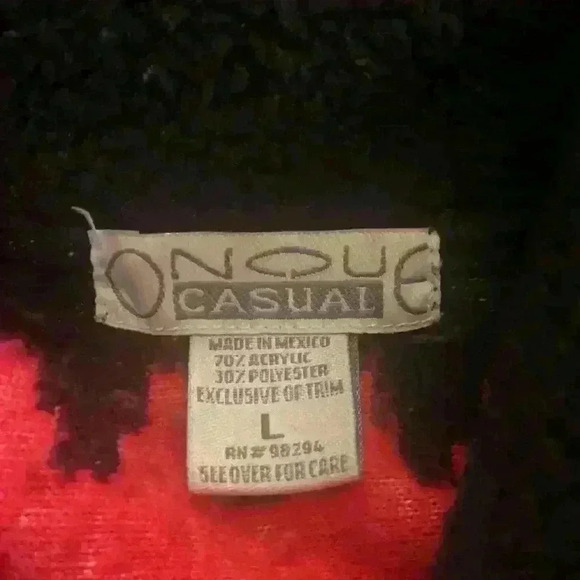 ONQUE
CASUAL
MADE IN MEXICO
70% ACRYLIC
30% POLYESTER
EXCLUSIVE OF TRIM
L
RN# 98294
SEE OVER FOR CARE